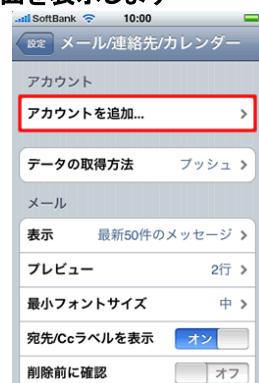 画を表示します
SoftBank 10:00
設定 メール/連絡先/カレンダー
アカウント
アカウントを追加... >
データの取得方法 プッシュ >
メール
表示 最新50件のメッセージ >
プレビュー 2行 >
最小フォントサイズ 中 >
宛先/Ccラベルを表示 オン
削除前に確認 オフ